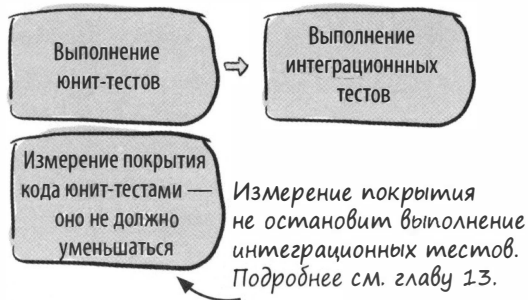 Выполнение
юнит-тестов
Выполнение
интеграционнных
тестов
Измерение покрытия
кода юнит-тестами —
оно не должно
уменьшаться
Измерение покрытия
не остановит выполнение
интеграционных тестов.
Подробнее см. главу 13.